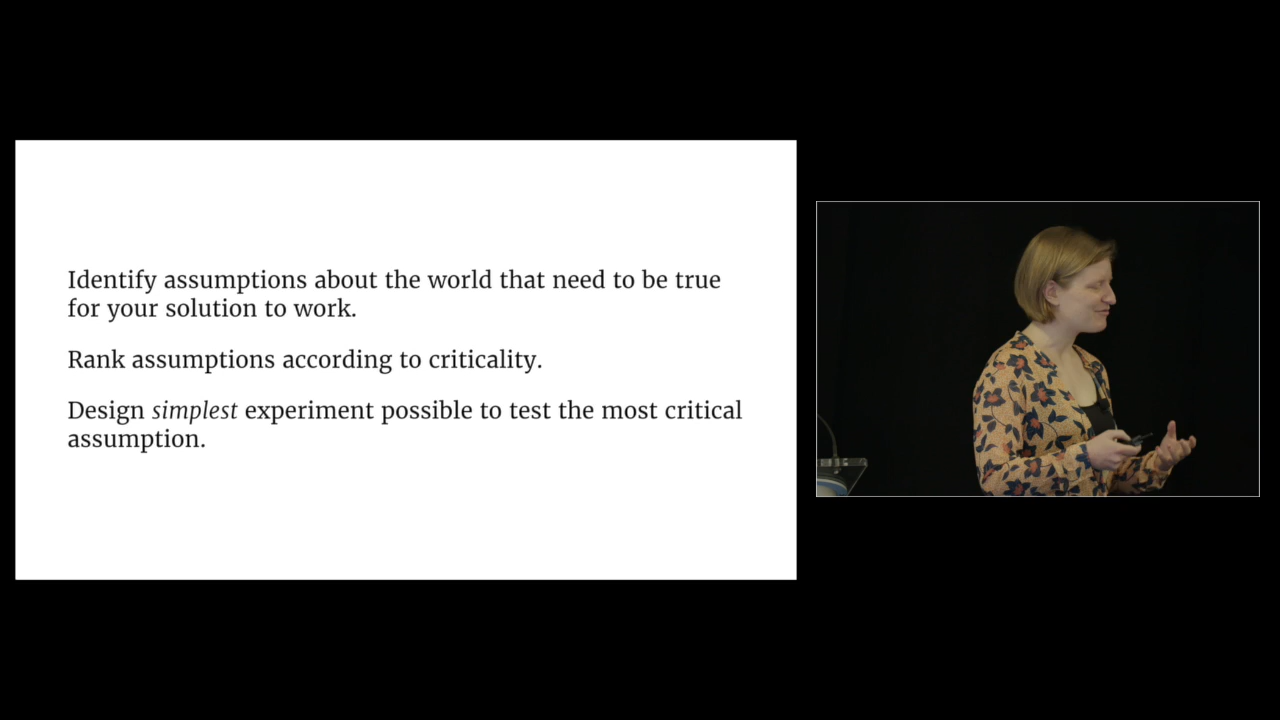 Identify assumptions about the world that need to be true
for your solution to work.
Rank assumptions according to criticality.
Design simplest experiment possible to test the most critical
assumption.